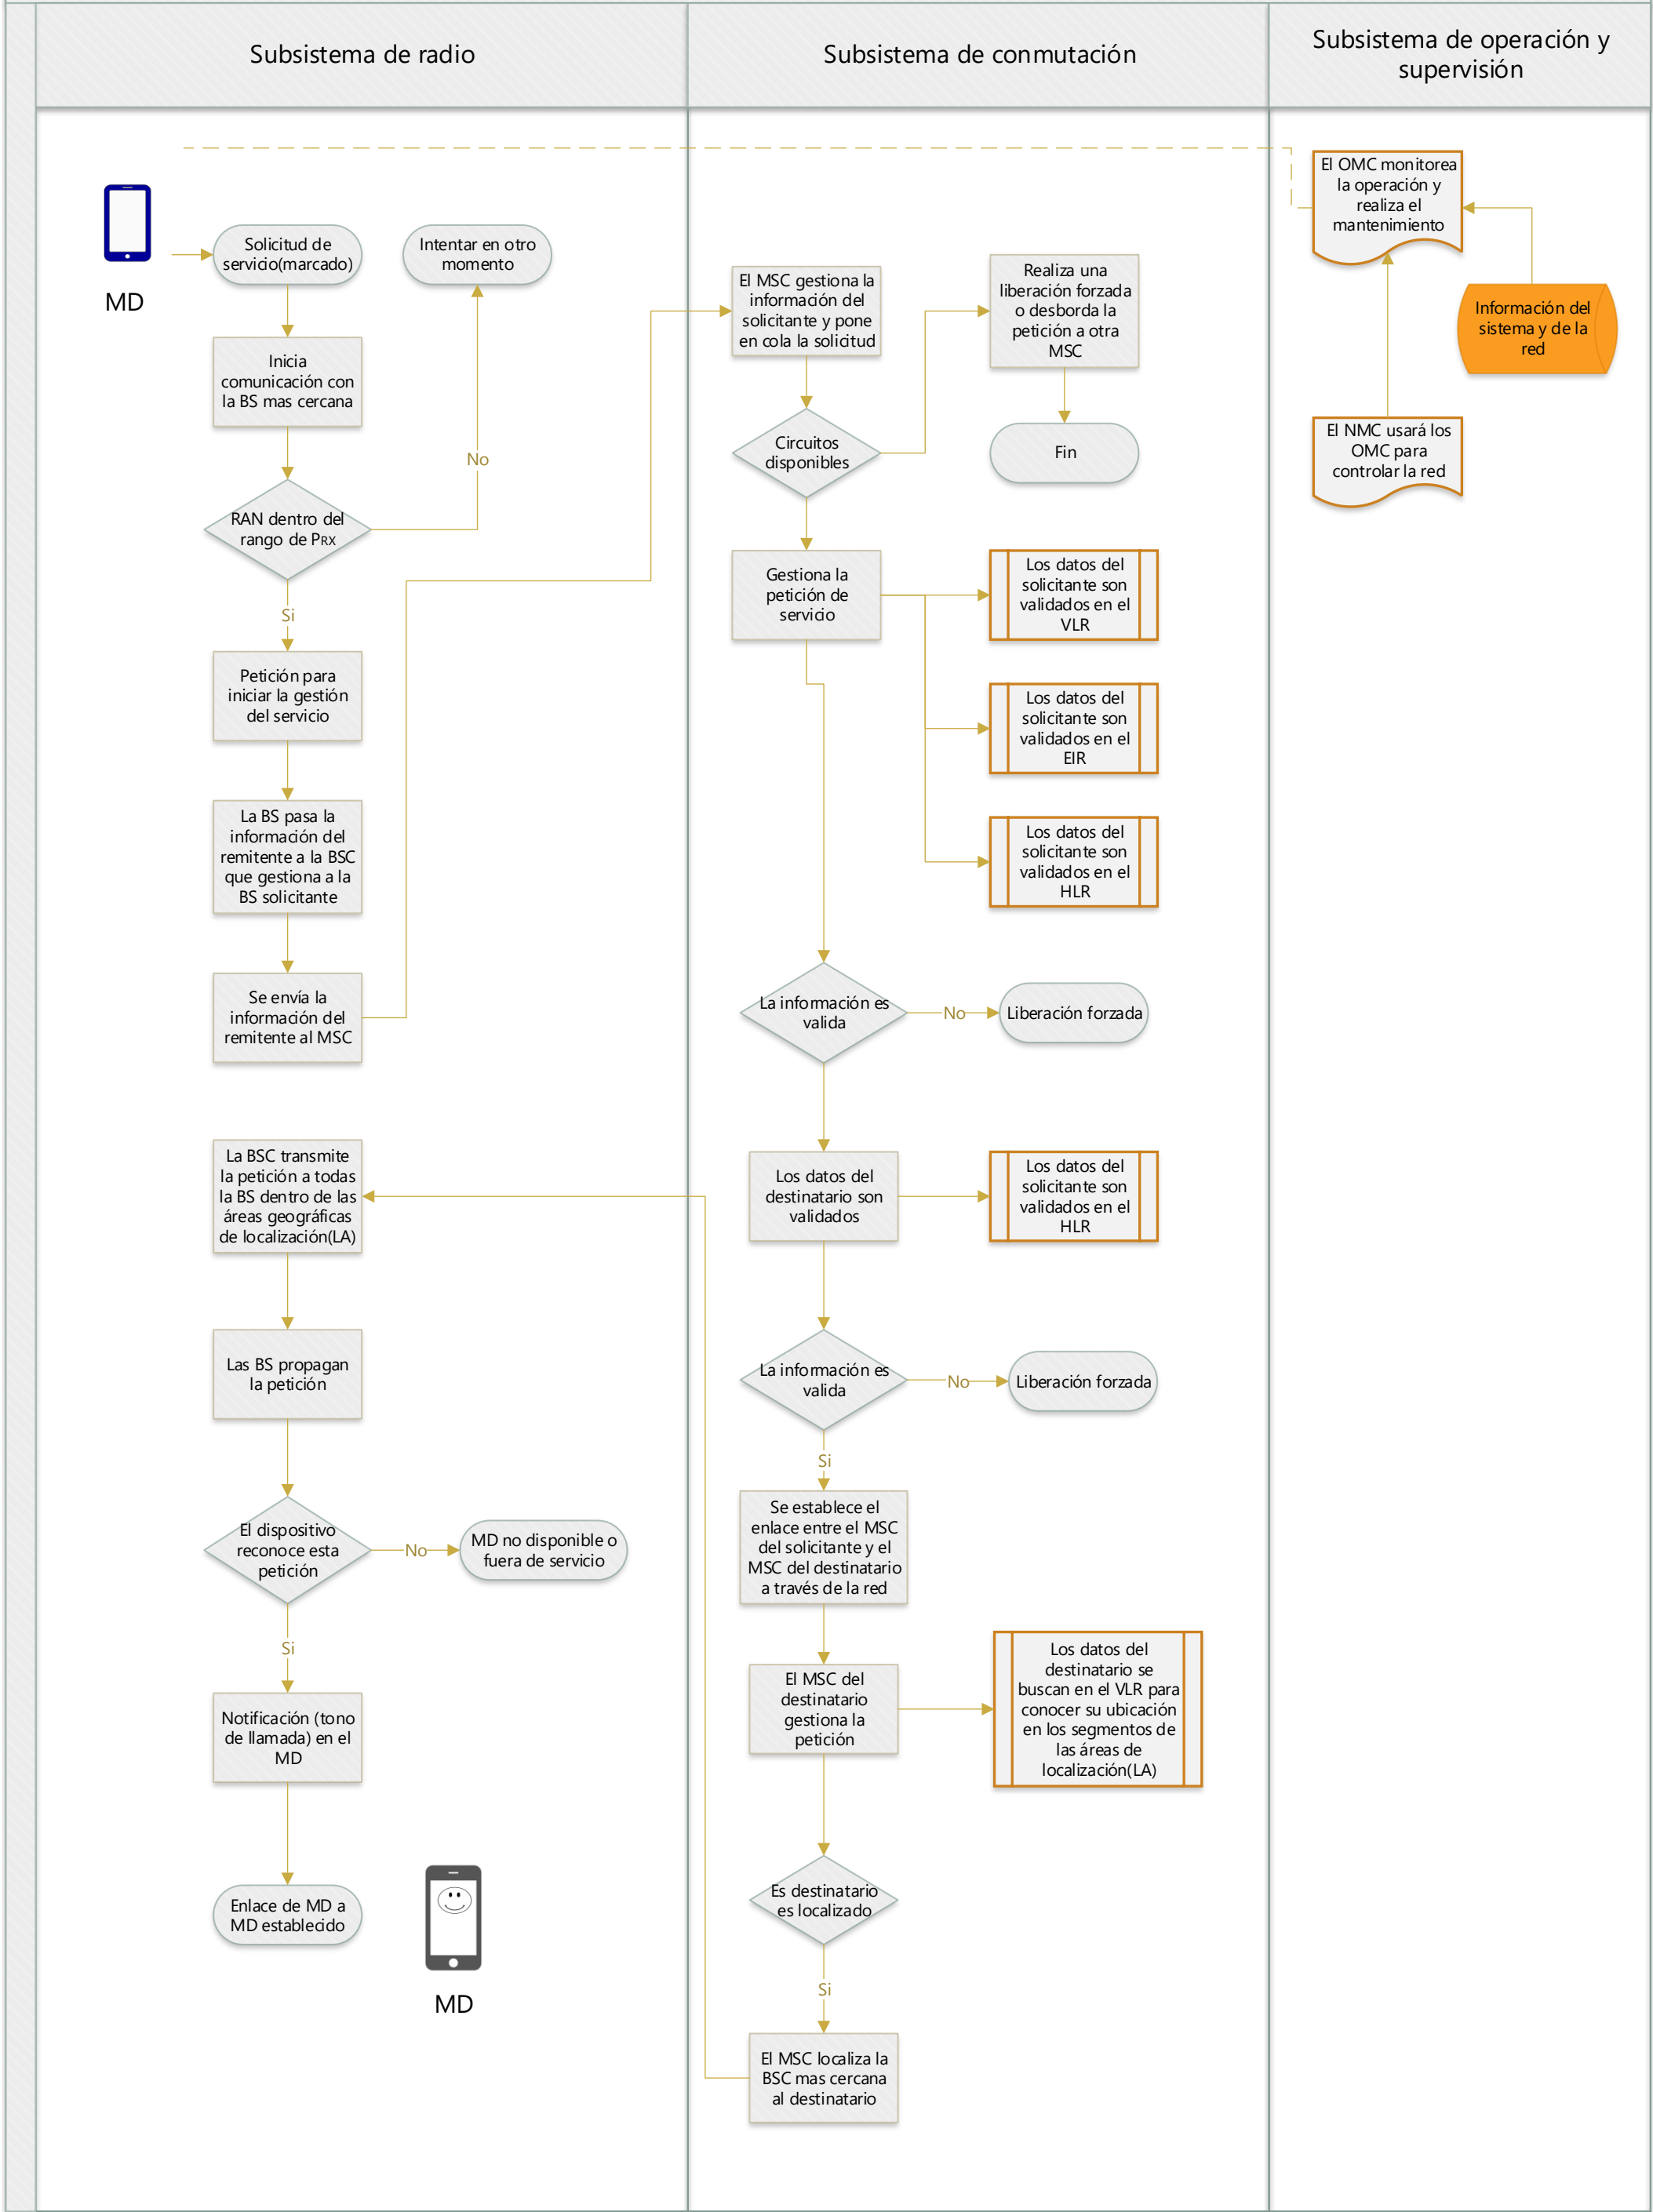 Subsistema de radio
Subsistema de conmutación
Subsistema de operación y
supervisión
MD
Solicitud de
servicio(marcado)
Intentar en otro
momento
Inicia
comunicación con
la BS mas cercana
No
RAN dentro del
rango de PRX
Si
Petición para
iniciar la gestión
del servicio
La BS pasa la
información del
remitente a la BSC
que gestiona a la
BS solicitante
Se envía la
información del
remitente al MSC
La BSC transmite
la petición a todas
la BS dentro de las
áreas geográficas
de localización(LA)
Las BS propagan
la petición
El dispositivo
reconoce esta
petición
No
MD no disponible o
fuera de servicio
Si
Notificación (tono
de llamada) en el
MD
Enlace de MD a
MD establecido
MD
El MSC gestiona la
información del
solicitante y pone
en cola la solicitud
Realiza una
liberación forzada
o desborda la
petición a otra
MSC
Circuitos
disponibles
Fin
Gestiona la
petición de
servicio
Los datos del
solicitante son
validados en el
VLR
Los datos del
solicitante son
validados en el
EIR
Los datos del
solicitante son
validados en el
HLR
La información es
valida
No
Liberación forzada
Los datos del
destinatario son
validados
Los datos del
solicitante son
validados en el
HLR
La información es
valida
No
Liberación forzada
Si
Se establece el
enlace entre el MSC
del solicitante y el
MSC del destinatario
a través de la red
El MSC del
destinatario
gestiona la
petición
Los datos del
destinatario se
buscan en el VLR para
conocer su ubicación
en los segmentos de
las áreas de
localización(LA)
Es destinatario
es localizado
Si
El MSC localiza la
BSC mas cercana
al destinatario
El OMC monitorea
la operación y
realiza el
mantenimiento
Información del
sistema y de la
red
El NMC usará los
OMC para
controlar la red